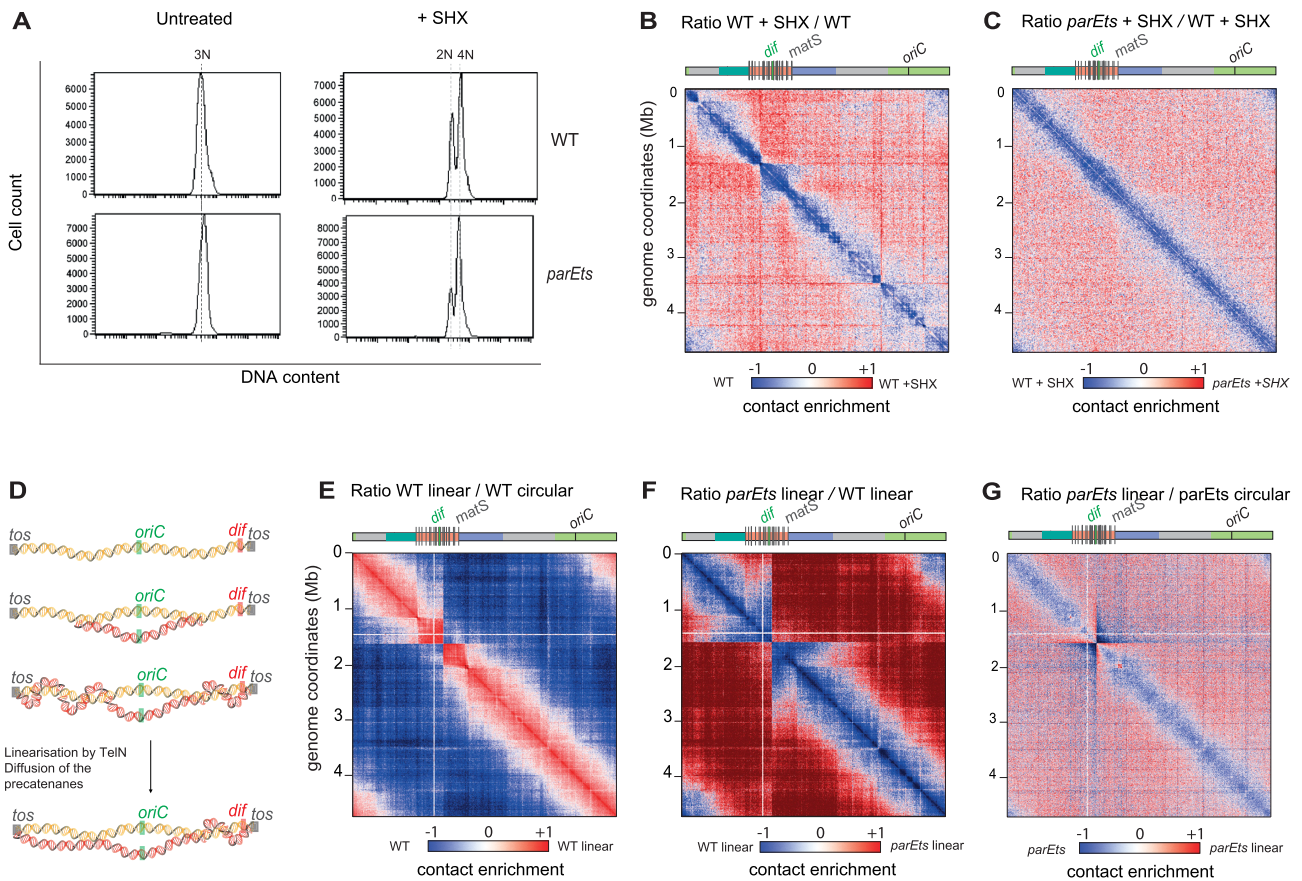 A
Untreated
+ SHX
3N
2N 4N
6000
5000
4000
3000
2000
1000
0
7000
6000
5000
4000
3000
2000
1000
0
WT
7000
6000
5000
4000
3000
2000
1000
0
8000
7000
6000
5000
4000
3000
2000
1000
0
parEts
Cell count
DNA content
B
Ratio WT + SHX / WT
dif
matS
oriC
genome coordinates (Mb)
0
1
2
3
4
-1 0 +1
WT
WT +SHX
contact enrichment
C
Ratio parEts + SHX / WT + SHX
dif
matS
oriC
0
1
2
3
4
-1 0 +1
WT + SHX
parEts +SHX
contact enrichment
D
tos
oriC
dif
tos
tos
oriC
dif
tos
tos
oriC
dif
tos
Linearisation by TelN
Diffusion of the
precatenanes
tos
oriC
dif
tos
E
Ratio WT linear / WT circular
dif
matS
oriC
genome coordinates (Mb)
0
1
2
3
4
-1 0 +1
WT
WT linear
contact enrichment
F
Ratio parEts linear / WT linear
dif
matS
oriC
0
1
2
3
4
-1 0 +1
WT linear
parEts linear
contact enrichment
G
Ratio parEts linear / parEts circular
dif
matS
oriC
0
1
2
3
4
-1 0 +1
parEts
parEts linear
contact enrichment